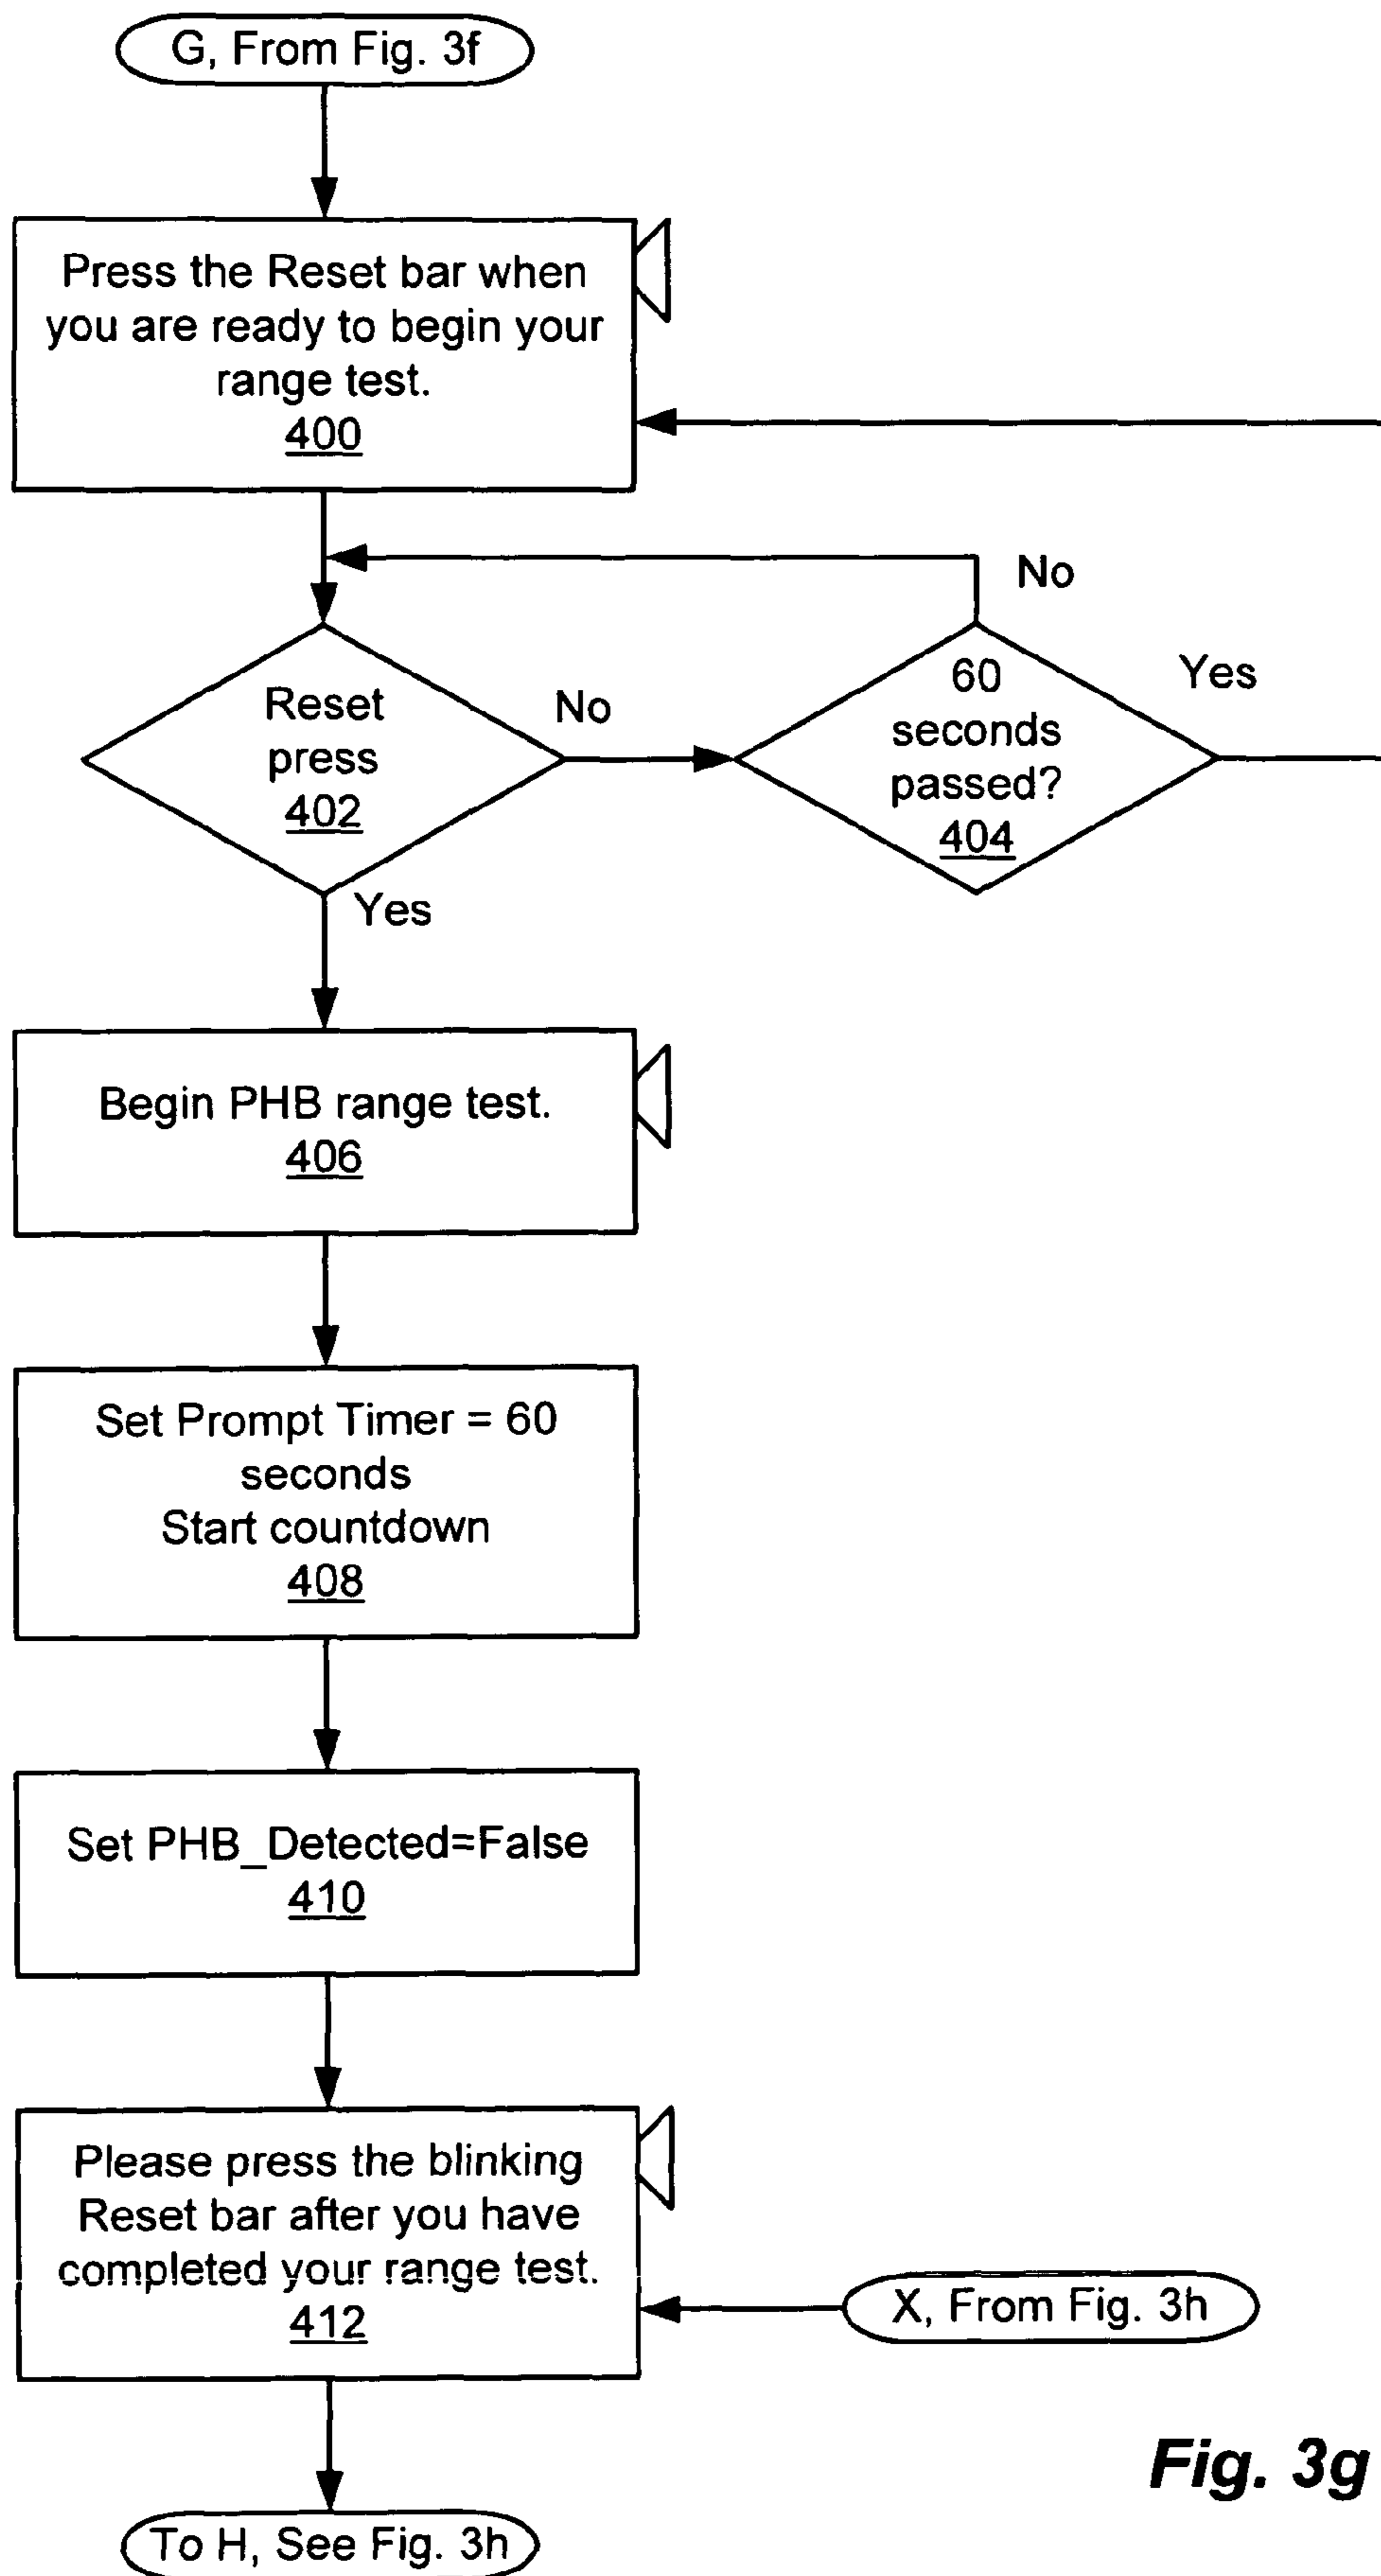 G, From Fig. 3f
Press the Reset bar when
you are ready to begin your
range test.
400
No
Reset
press
402
No
60
seconds
passed?
404
Yes
Yes
Begin PHB range test.
406
Set Prompt Timer = 60
seconds
Start countdown
408
Set PHB_Detected=False
410
Please press the blinking
Reset bar after you have
completed your range test.
412
X, From Fig. 3h
Fig. 3g
To H, See Fig. 3h